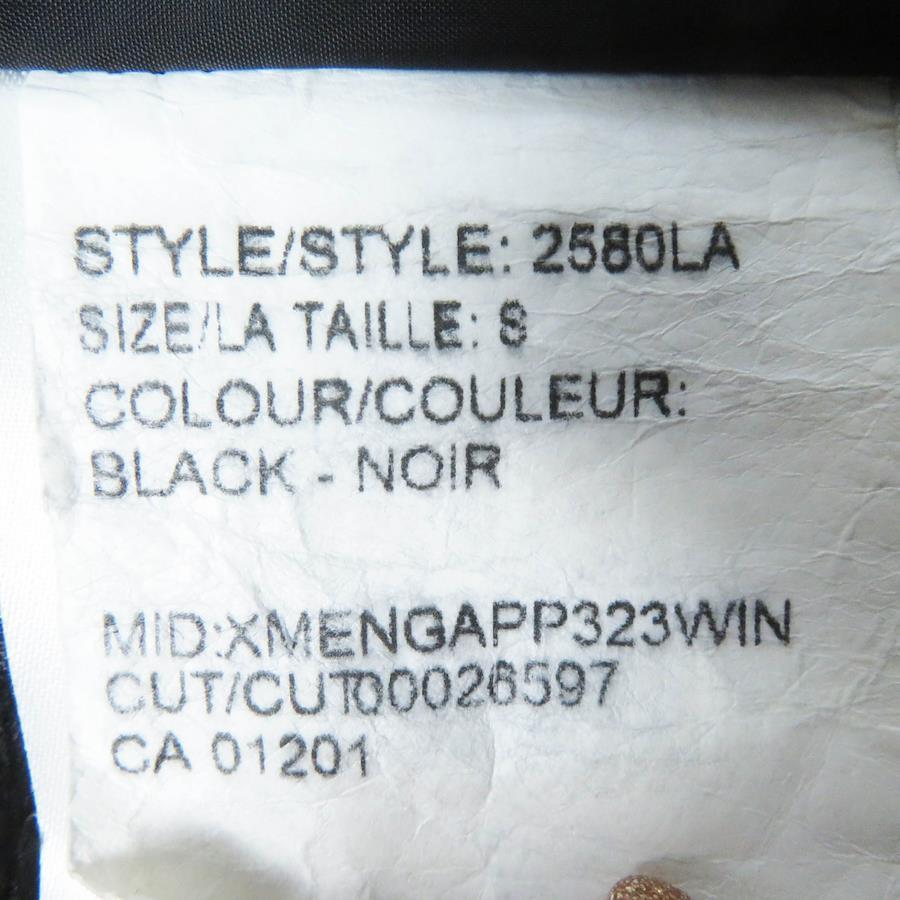 STYLE/STYLE: 2580LA
SIZE/LA TAILLE: S
COLOUR/COULEUR:
BLACK - NOIR
MID:XMENGAPP323WIN
CUT/CUT00026597
CA 01201